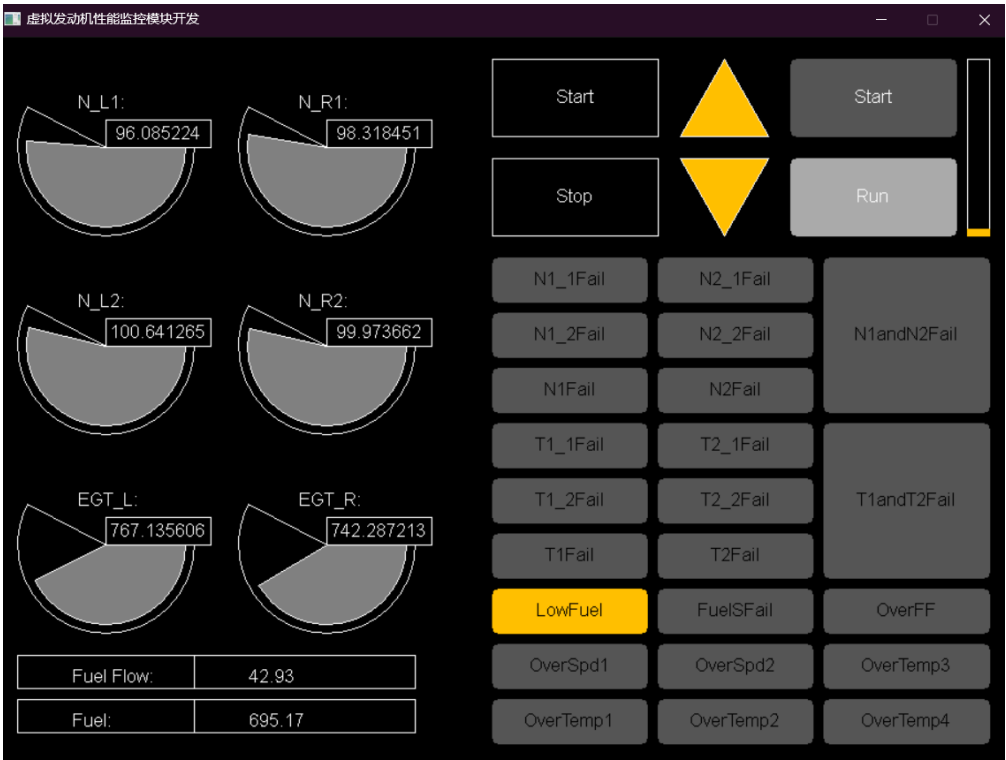 虚拟发动机性能监控模块开发
N_L1:
96.085224
N_R1:
98.318451
N_L2:
100.641265
N_R2:
99.973662
EGT_L:
767.135606
EGT_R:
742.287213
Fuel Flow: 42.93
Fuel: 695.17
Start
Start
Stop
Run
N1_1Fail
N2_1Fail
N1_2Fail
N2_2Fail
N1andN2Fail
N1Fail
N2Fail
T1_1Fail
T2_1Fail
T1_2Fail
T2_2Fail
T1andT2Fail
T1Fail
T2Fail
LowFuel
FuelSFail
OverFF
OverSpd1
OverSpd2
OverTemp3
OverTemp1
OverTemp2
OverTemp4